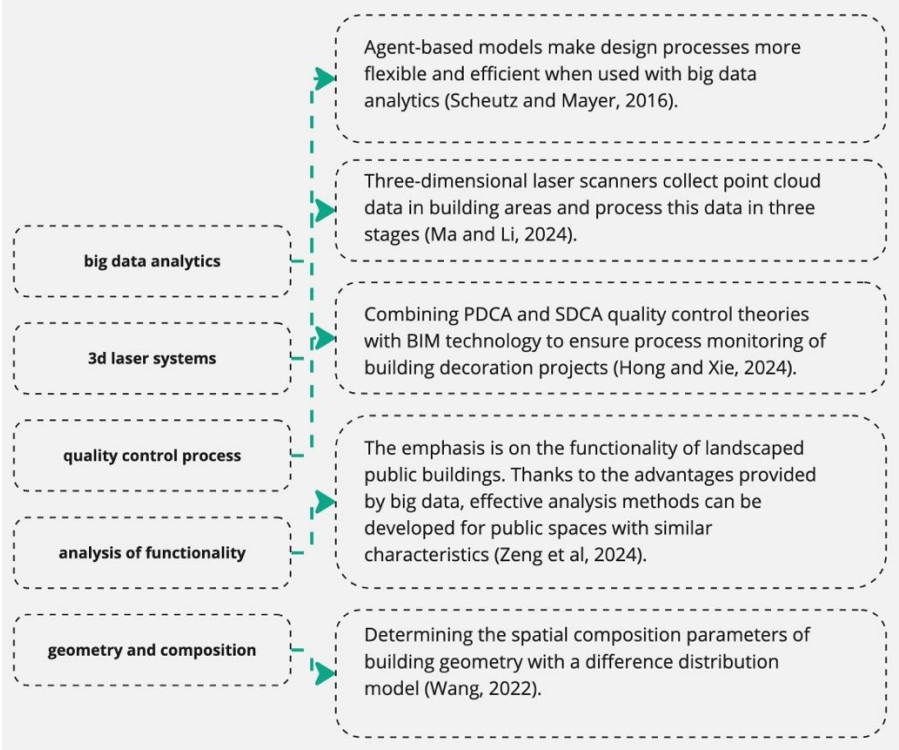 big data analytics
3d laser systems
quality control process
analysis of functionality
geometry and composition
Agent-based models make design processes more
flexible and efficient when used with big data
analytics (Scheutz and Mayer, 2016).
Three-dimensional laser scanners collect point cloud
data in building areas and process this data in three
stages (Ma and Li, 2024).
Combining PDCA and SDCA quality control theories
with BIM technology to ensure process monitoring of
building decoration projects (Hong and Xie, 2024).
The emphasis is on the functionality of landscaped
public buildings. Thanks to the advantages provided
by big data, effective analysis methods can be
developed for public spaces with similar
characteristics (Zeng et al, 2024).
Determining the spatial composition parameters of
building geometry with a difference distribution
model (Wang, 2022).